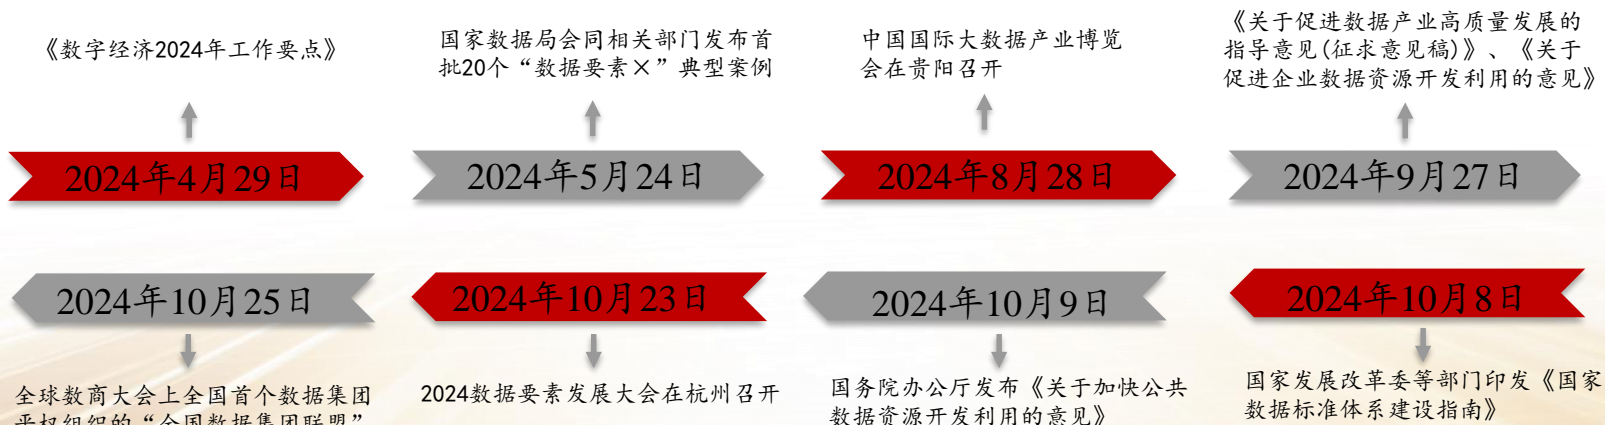 《数字经济2024年工作要点》
国家数据局会同相关部门发布首
批20个“数据要素×”典型案例
中国国际大数据产业博览
会在贵阳召开
《关于促进数据产业高质量发展的
指导意见(征求意见稿)》、《关于
促进企业数据资源开发利用的意见》
2024年4月29日
2024年5月24日
2024年8月28日
2024年9月27日
2024年10月25日
2024年10月23日
2024年10月9日
2024年10月8日
全球数商大会上全国首个数据集团
平权组织的“全国数据集团联盟”
2024数据要素发展大会在杭州召开
国务院办公厅发布《关于加快公共
数据资源开发利用的意见》
国家发展改革委等部门印发《国家
数据标准体系建设指南》